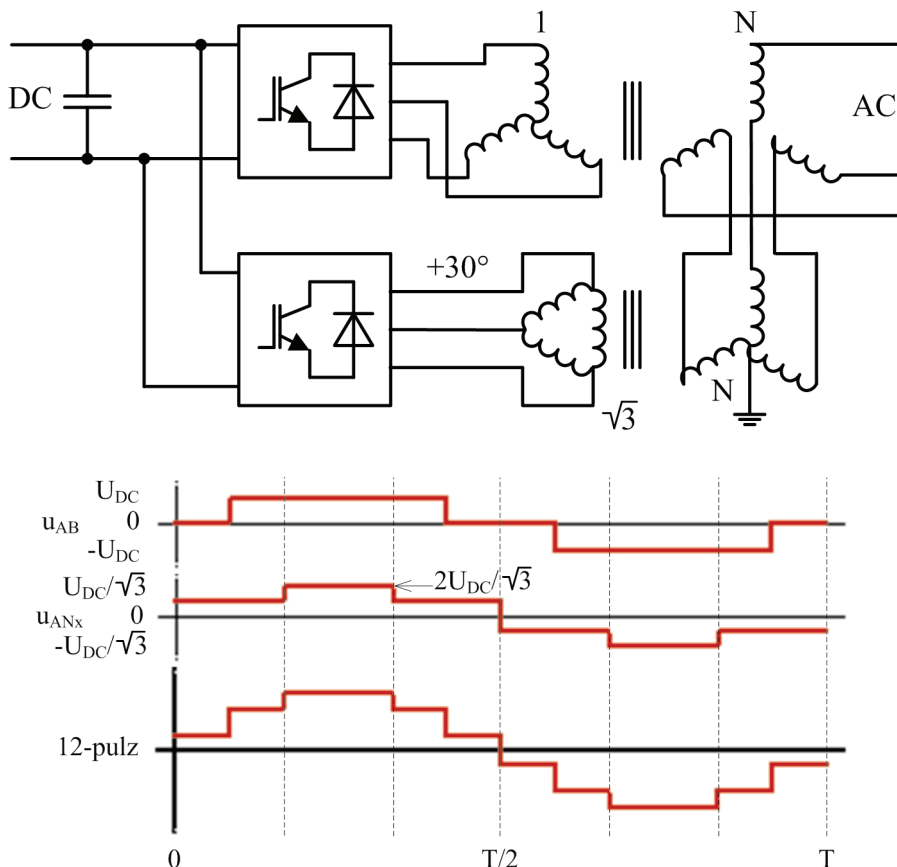 1
N
DC
AC
+30°
√3
N
U_DC
u_AB 0
-U_DC
U_DC/√3
2U_DC/√3
u_ANx 0
-U_DC/√3
12-pulz
0 T/2 T